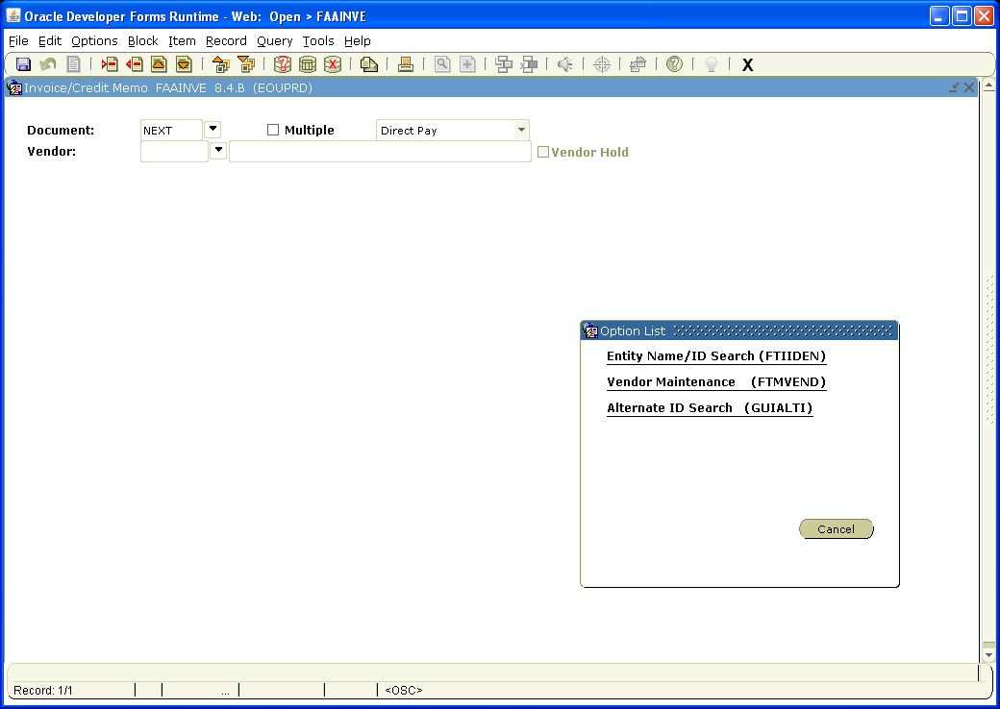 Oracle Developer Forms Runtime - Web:  Open > FAAINVE
File Edit Options Block Item Record Query Tools Help
X
Invoice/Credit Memo  FAAINVE  8.4.B  (EOUPRD)
Document: NEXT Multiple Direct Pay
Vendor: Vendor Hold
Option List
Entity Name/ID Search (FTIIDEN)
Vendor Maintenance   (FTMVEND)
Alternate ID Search  (GUIALTI)
Cancel
Record: 1/1 ... <OSC>